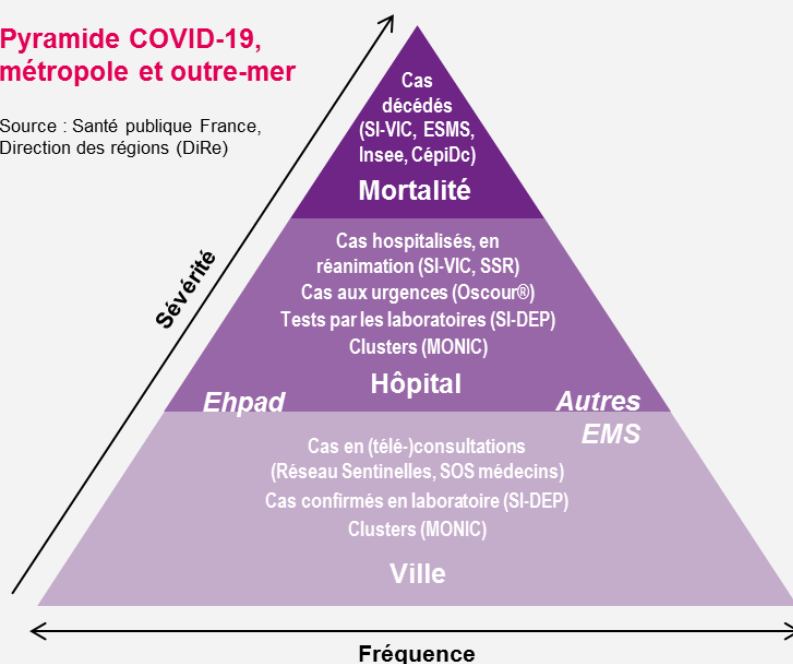 Pyramide COVID-19,
métropole et outre-mer
Source : Santé publique France,
Direction des régions (DiRe)
Cas
décédés
(SI-VIC, ESMS,
Insee, CépiDc)
Mortalité
Cas hospitalisés, en
réanimation (SI-VIC, SSR)
Cas aux urgences (Oscour®)
Tests par les laboratoires (SI-DEP)
Clusters (MONIC)
Hôpital
Sévérité
Ehpad
Autres
EMS
Cas en (télé-)consultations
(Réseau Sentinelles, SOS médecins)
Cas confirmés en laboratoire (SI-DEP)
Clusters (MONIC)
Ville
Fréquence